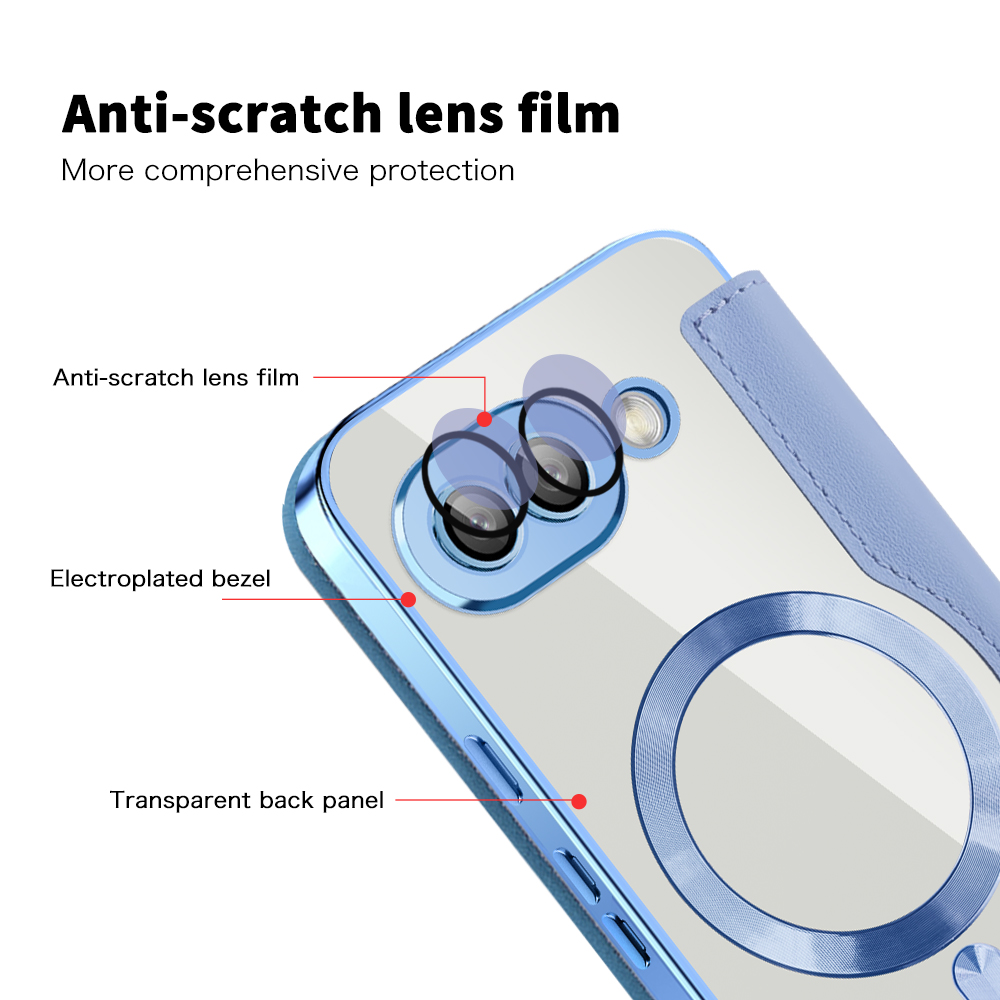 Anti-scratch lens film
More comprehensive protection
Anti-scratch lens film
Electroplated bezel
Transparent back panel